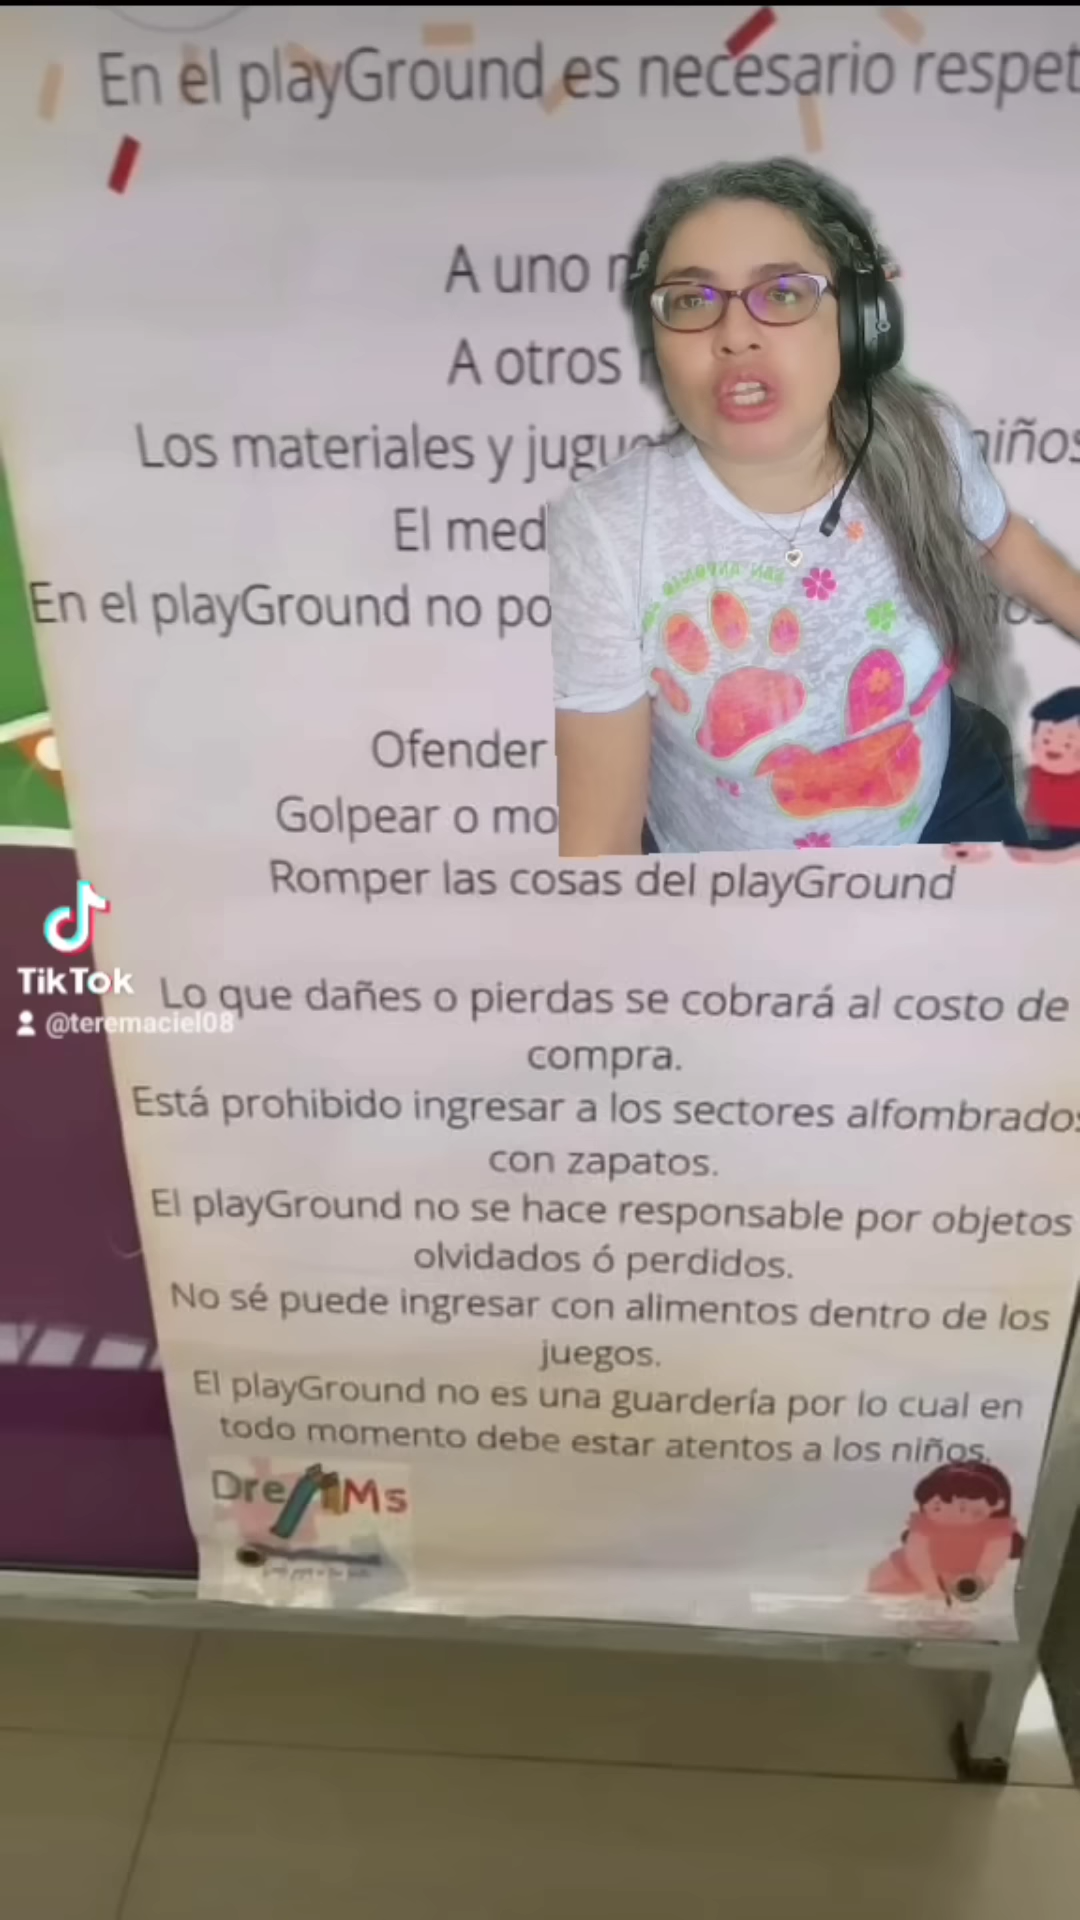 En el playGround es necesario respet
A uno
A otros
Los materiales y jugue niños
El med
En el playGround no po
Ofender
Golpear o mo
Romper las cosas del playGround
Lo que dañes o pierdas se cobrará al costo de
compra.
Está prohibido ingresar a los sectores alfombrados
con zapatos.
El playGround no se hace responsable por objetos
olvidados ó perdidos.
No sé puede ingresar con alimentos dentro de los
juegos.
El playGround no es una guardería por lo cual en
todo momento debe estar atentos a los niños.
DreAMs
TikTok
@teremaciel08